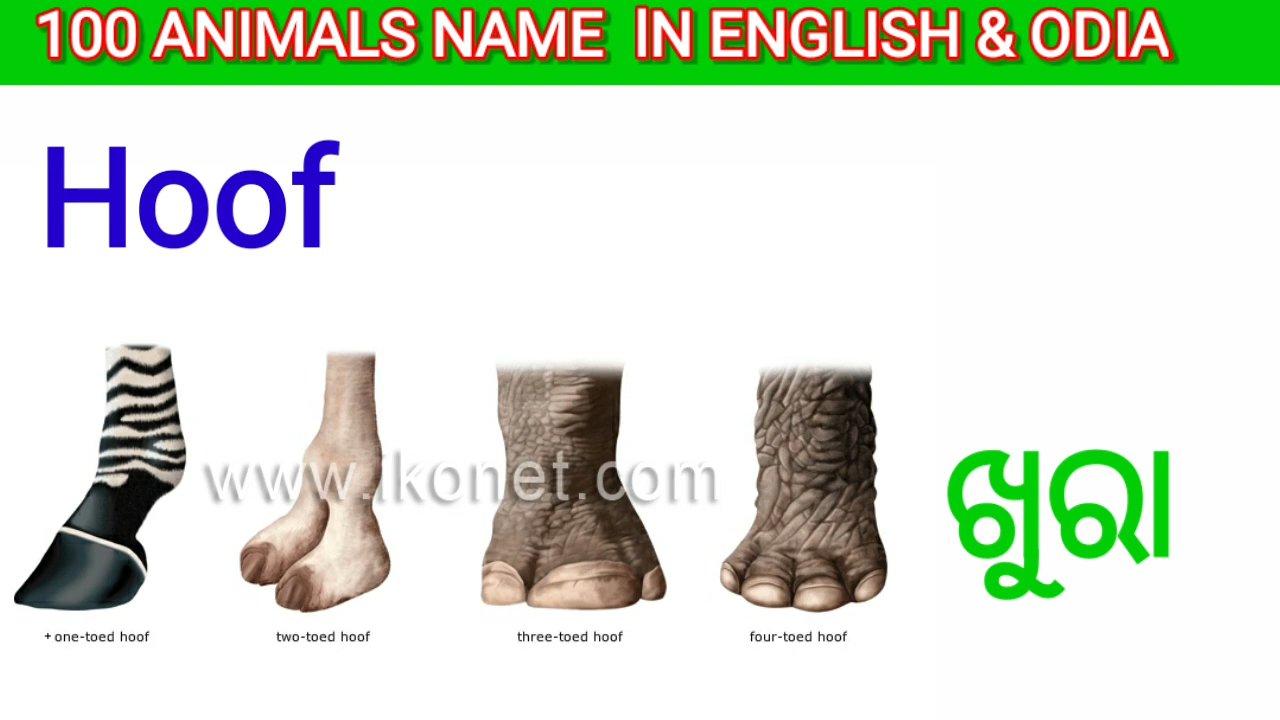 100 ANIMALS NAME lN ENGLISH & ODIA
Hoof
www.ikonet.com
ଖୁରା
+ one-toed hoof two-toed hoof three-toed hoof four-toed hoof